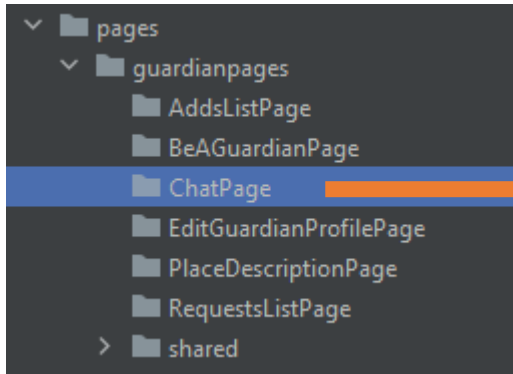 pages
guardianpages
AddsListPage
BeAGuardianPage
ChatPage
EditGuardianProfilePage
PlaceDescriptionPage
RequestsListPage
shared